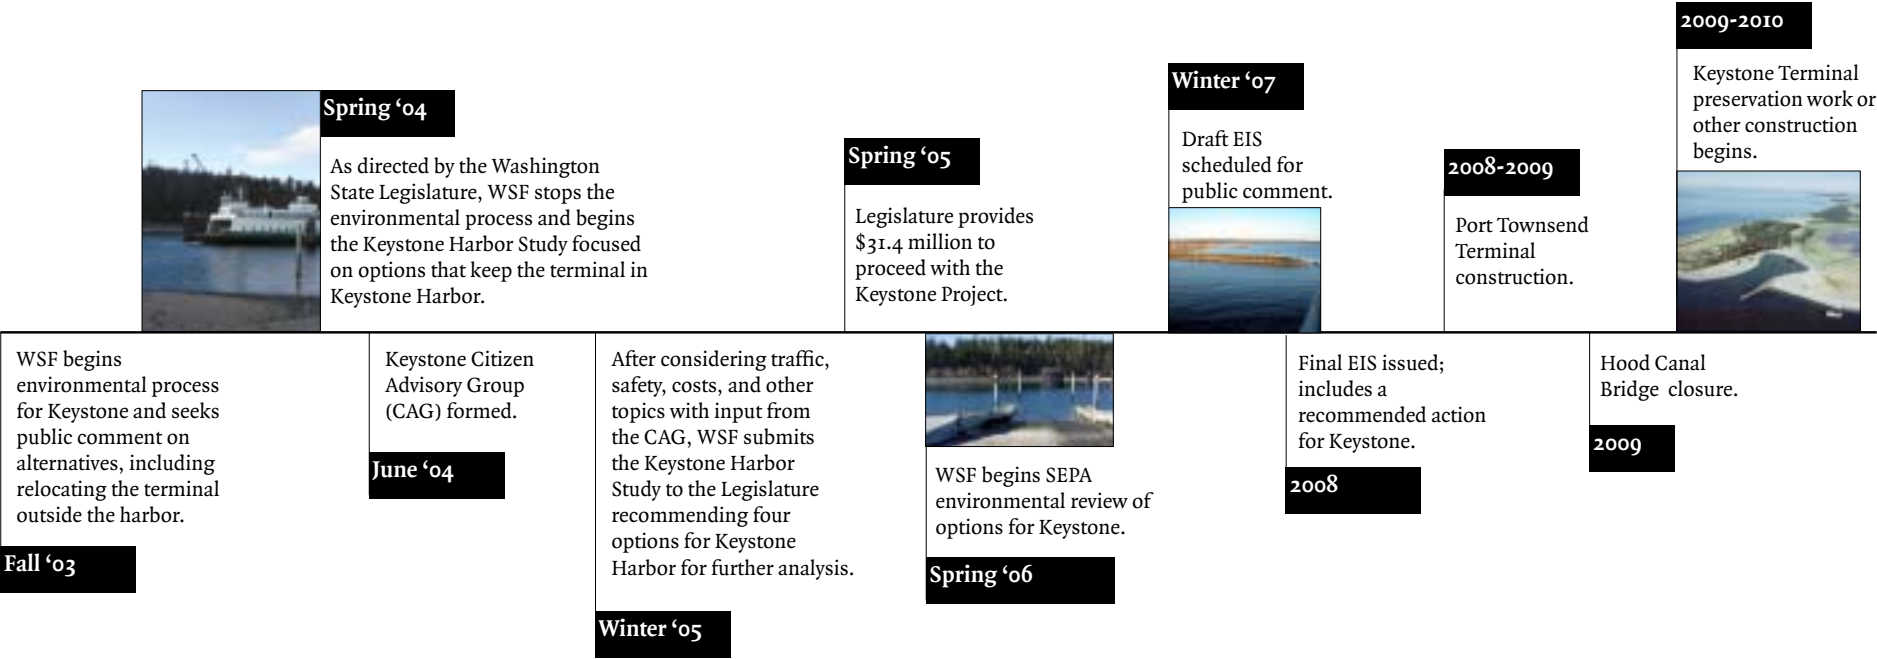 Fall ‘03
WSF begins
environmental process
for Keystone and seeks
public comment on
alternatives, including
relocating the terminal
outside the harbor.
Spring ‘04
As directed by the Washington
State Legislature, WSF stops the
environmental process and begins
the Keystone Harbor Study focused
on options that keep the terminal in
Keystone Harbor.
Keystone Citizen
Advisory Group
(CAG) formed.
June ‘04
After considering traffic,
safety, costs, and other
topics with input from
the CAG, WSF submits
the Keystone Harbor
Study to the Legislature
recommending four
options for Keystone
Harbor for further analysis.
Winter ‘05
Spring ‘05
Legislature provides
$31.4 million to
proceed with the
Keystone Project.
WSF begins SEPA
environmental review of
options for Keystone.
Spring ‘06
Winter ‘07
Draft EIS
scheduled for
public comment.
Final EIS issued;
includes a
recommended action
for Keystone.
2008
2008-2009
Port Townsend
Terminal
construction.
Hood Canal
Bridge closure.
2009
2009-2010
Keystone Terminal
preservation work or
other construction
begins.